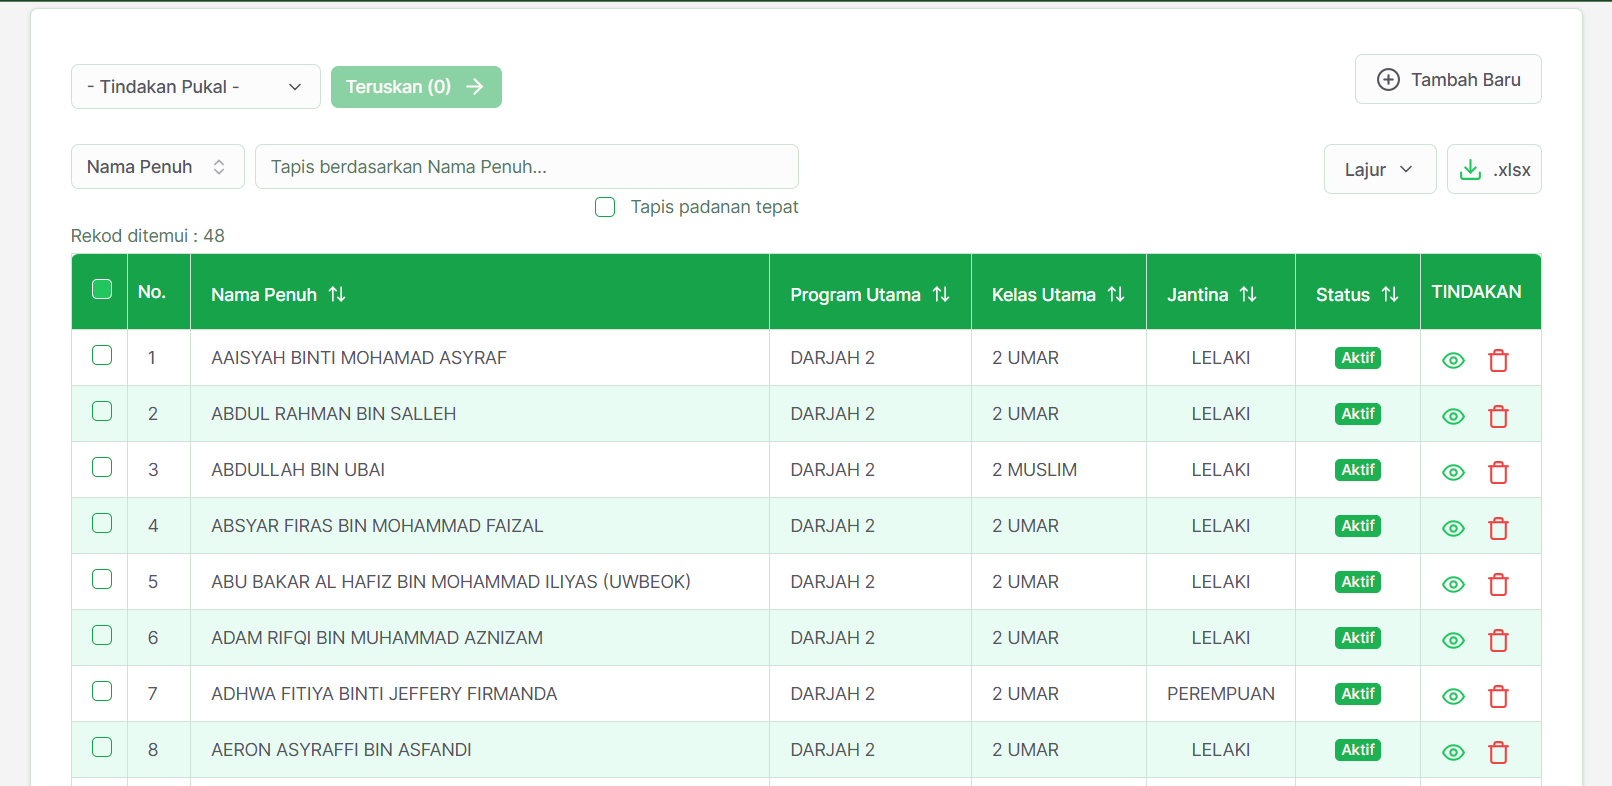 - Tindakan Pukal -
Teruskan (0)
Tambah Baru
Nama Penuh
Tapis berdasarkan Nama Penuh...
Lajur
.xlsx
Tapis padanan tepat
Rekod ditemui : 48
No. Nama Penuh Program Utama Kelas Utama Jantina Status TINDAKAN
1 AAISYAH BINTI MOHAMAD ASYRAF DARJAH 2 2 UMAR LELAKI Aktif
2 ABDUL RAHMAN BIN SALLEH DARJAH 2 2 UMAR LELAKI Aktif
3 ABDULLAH BIN UBAI DARJAH 2 2 MUSLIM LELAKI Aktif
4 ABSYAR FIRAS BIN MOHAMMAD FAIZAL DARJAH 2 2 UMAR LELAKI Aktif
5 ABU BAKAR AL HAFIZ BIN MOHAMMAD ILIYAS (UWBEOK) DARJAH 2 2 UMAR LELAKI Aktif
6 ADAM RIFQI BIN MUHAMMAD AZNIZAM DARJAH 2 2 UMAR LELAKI Aktif
7 ADHWA FITIYA BINTI JEFFERY FIRMANDA DARJAH 2 2 UMAR PEREMPUAN Aktif
8 AERON ASYRAFFI BIN ASFANDI DARJAH 2 2 UMAR LELAKI Aktif